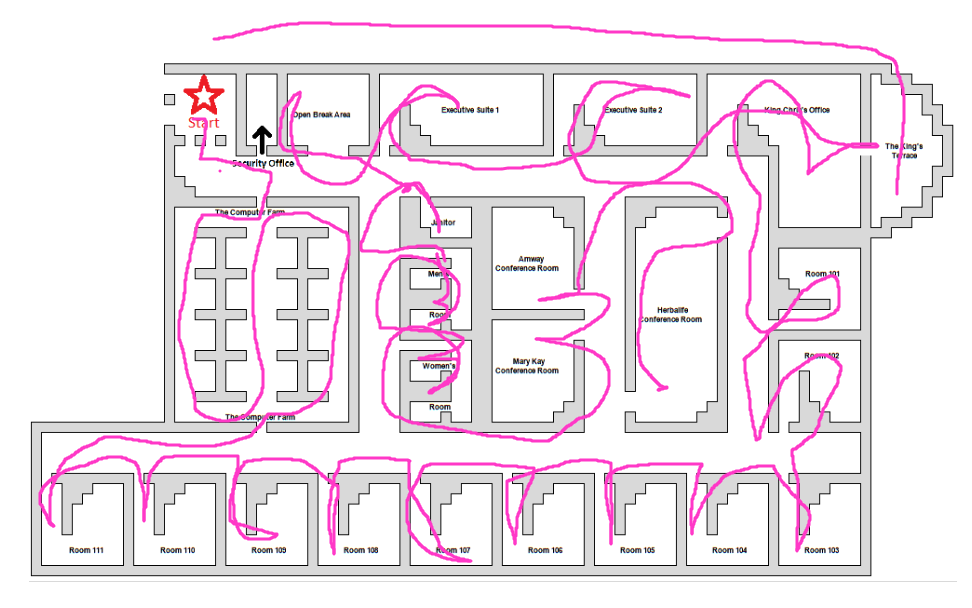 Start
Open Break Area
Executive Suite 1
Executive Suite 2
King Chris's Office
The King's
Terrace
Security Office
The Computer Farm
Janitor
Men's
Room
Women's
Room
Amway
Conference Room
Mary Kay
Conference Room
Herbalife
Conference Room
Room 101
Room 102
The Computer Farm
Room 111
Room 110
Room 109
Room 108
Room 107
Room 106
Room 105
Room 104
Room 103